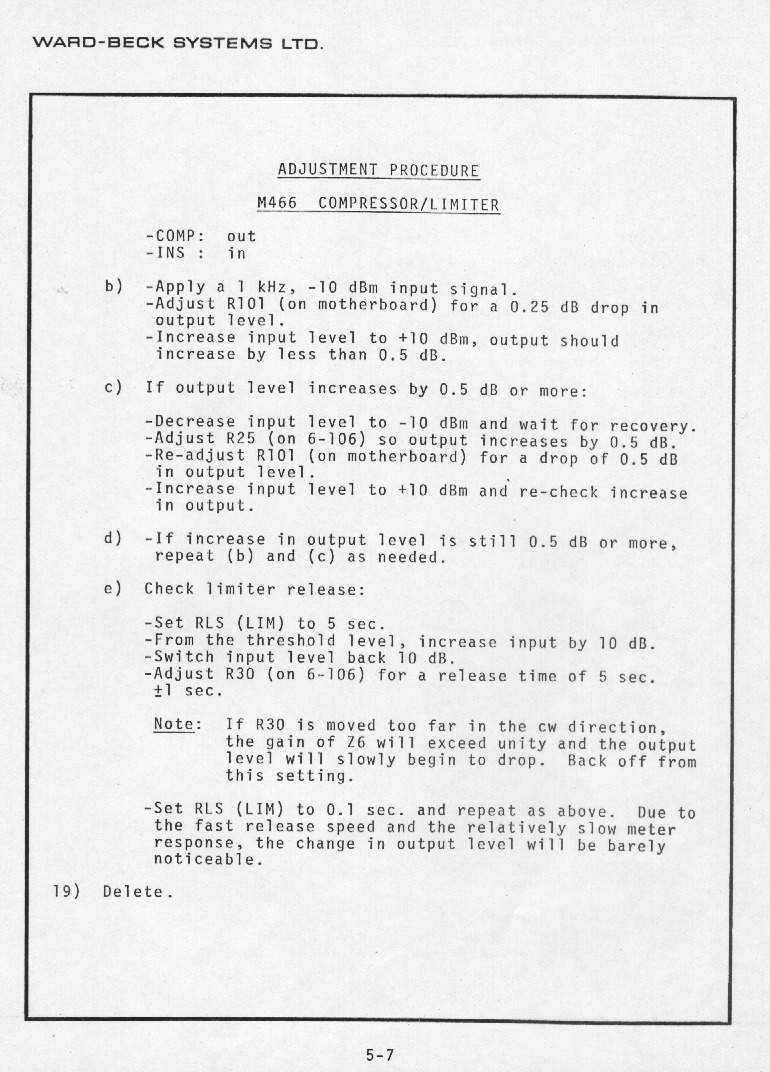 WARD-BECK SYSTEMS LTD.
ADJUSTMENT PROCEDURE
M466 COMPRESSOR/LIMITER
-COMP: out
-INS : in
b) -Apply a 1 kHz, -10 dBm input signal.
-Adjust R101 (on motherboard) for a 0.25 dB drop in
output level.
-Increase input level to +10 dBm, output should
increase by less than 0.5 dB.
c) If output level increases by 0.5 dB or more:
-Decrease input level to -10 dBm and wait for recovery.
-Adjust R25 (on 6-106) so output increases by 0.5 dB.
-Re-adjust R101 (on motherboard) for a drop of 0.5 dB
in output level.
-Increase input level to +10 dBm and re-check increase
in output.
d) -If increase in output level is still 0.5 dB or more,
repeat (b) and (c) as needed.
e) Check limiter release:
-Set RLS (LIM) to 5 sec.
-From the threshold level, increase input by 10 dB.
-Switch input level back 10 dB.
-Adjust R30 (on 6-106) for a release time of 5 sec.
±1 sec.
Note: If R30 is moved too far in the cw direction,
the gain of Z6 will exceed unity and the output
level will slowly begin to drop. Back off from
this setting.
-Set RLS (LIM) to 0.1 sec. and repeat as above. Due to
the fast release speed and the relatively slow meter
response, the change in output level will be barely
noticeable.
19) Delete.
5-7